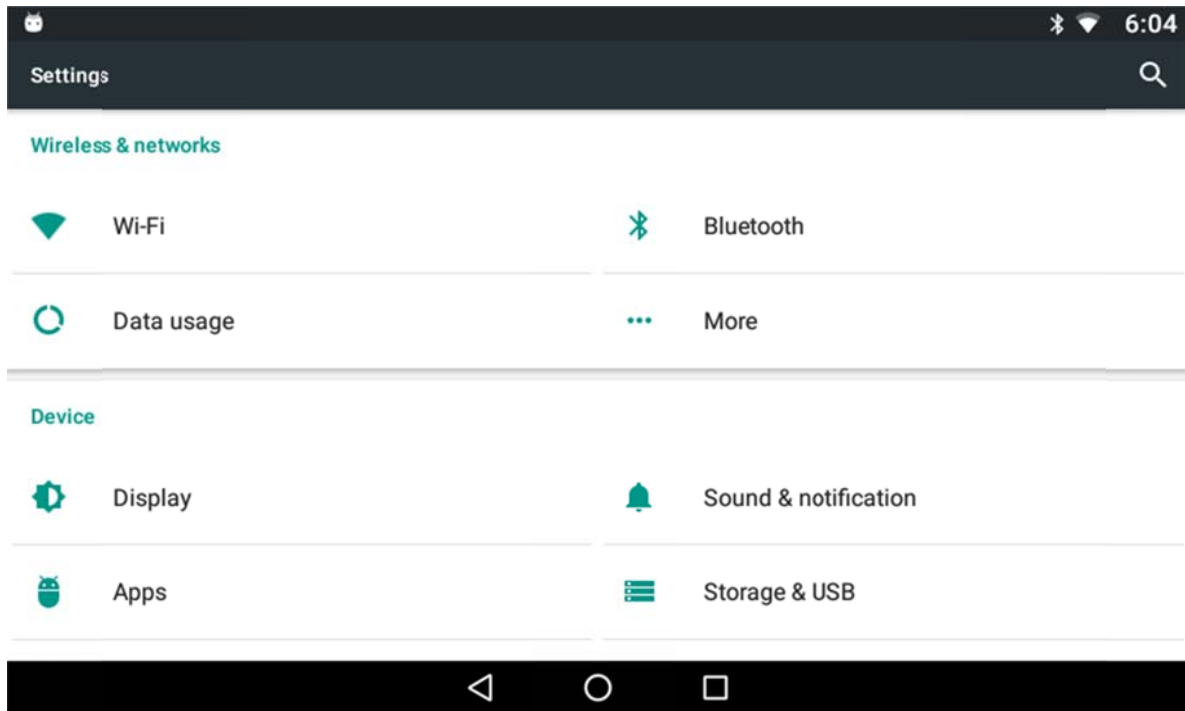 6:04
Settings
Wireless & networks
Wi-Fi
Bluetooth
Data usage
More
Device
Display
Sound & notification
Apps
Storage & USB